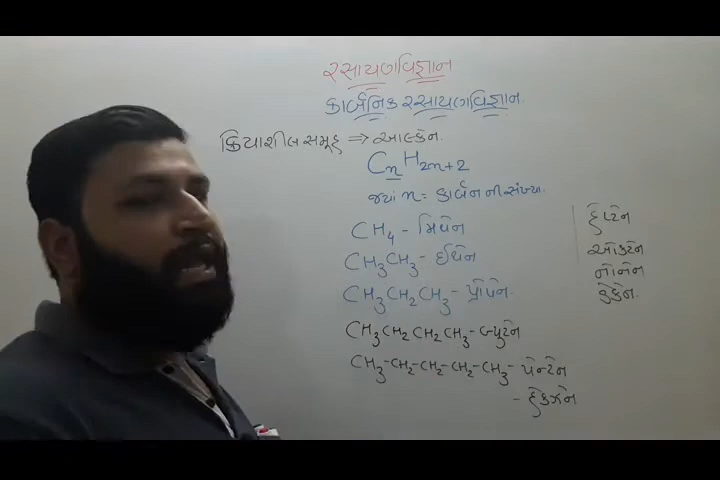 રસાયણવિજ્ઞાન
કાર્બનિક રસાયણવિજ્ઞાન.
ક્રિયાશીલ સમૂહ ⇒ આલ્કેન.
CₙH₂ₙ₊₂
જ્યાં n = કાર્બનની સંખ્યા.
CH₄ - મિથેન
CH₃CH₃ - ઈથેન
CH₃CH₂CH₃ - પ્રોપેન.
CH₃CH₂CH₂CH₃ - બ્યુટેન
CH₃-CH₂-CH₂-CH₂-CH₃ - પેન્ટેન
- હેક્ઝેન
હેપ્ટેન
ઓક્ટેન
નોનેન
ડેકેન.